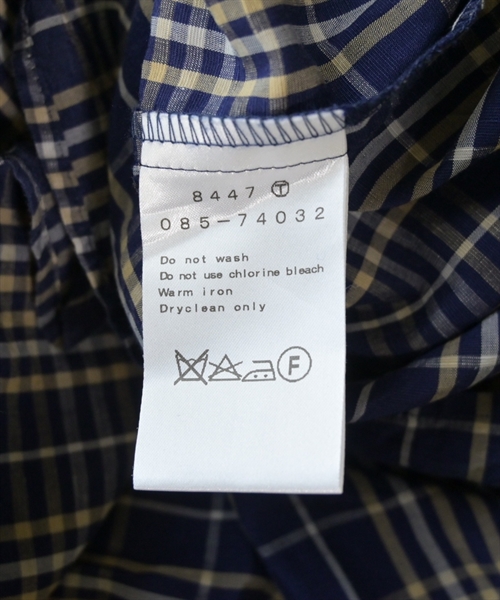 8447 Ⓣ
085-74032
Do not wash
Do not use chlorine bleach
Warm iron
Dryclean only
F